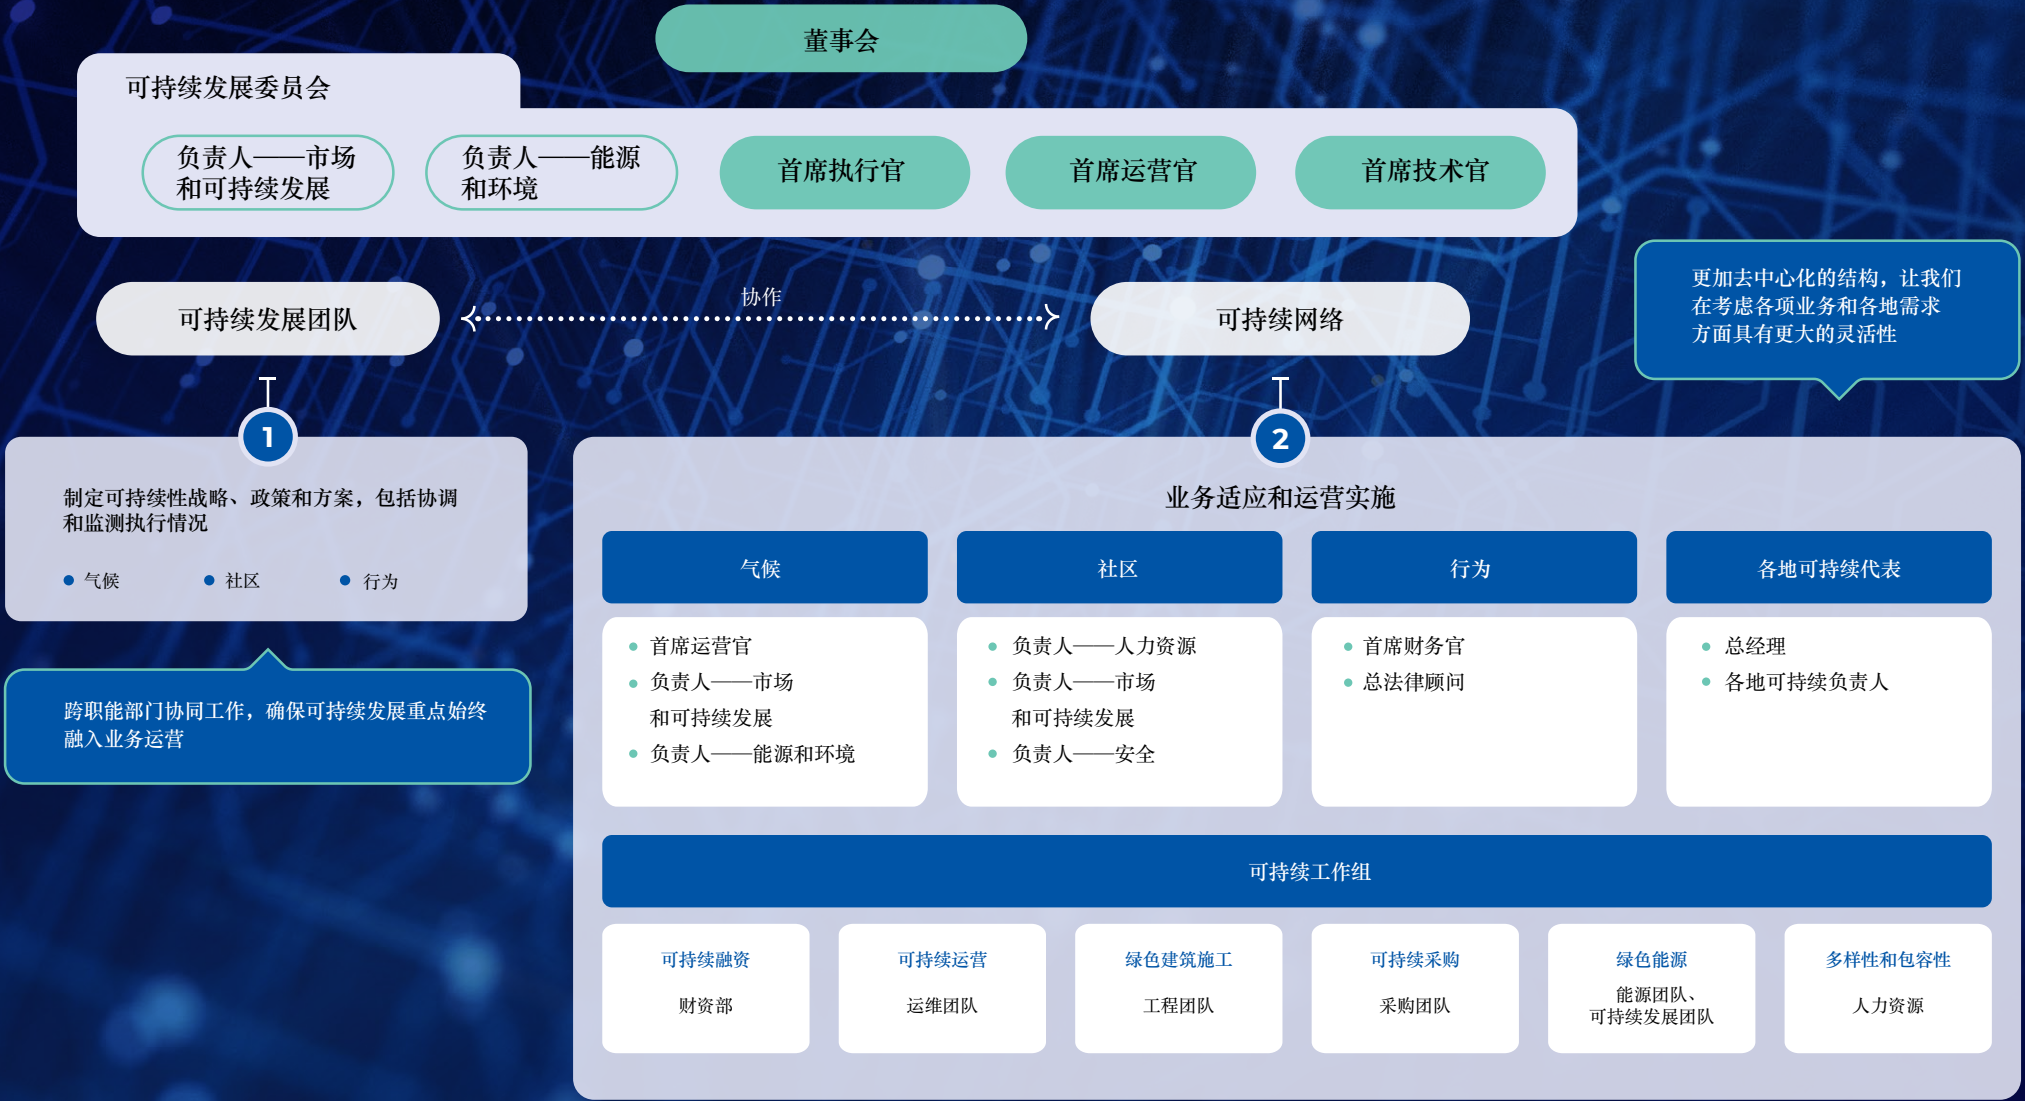 董事会
可持续发展委员会
负责人——市场
和可持续发展
负责人——能源
和环境
首席执行官
首席运营官
首席技术官
可持续发展团队
协作
可持续网络
更加去中心化的结构，让我们
在考虑各项业务和各地需求
方面具有更大的灵活性
1
制定可持续性战略、政策和方案，包括协调
和监测执行情况
气候
社区
行为
跨职能部门协同工作，确保可持续发展重点始终
融入业务运营
2
业务适应和运营实施
气候
首席运营官
负责人——市场
和可持续发展
负责人——能源和环境
社区
负责人——人力资源
负责人——市场
和可持续发展
负责人——安全
行为
首席财务官
总法律顾问
各地可持续代表
总经理
各地可持续负责人
可持续工作组
可持续融资
财资部
可持续运营
运维团队
绿色建筑施工
工程团队
可持续采购
采购团队
绿色能源
能源团队、
可持续发展团队
多样性和包容性
人力资源